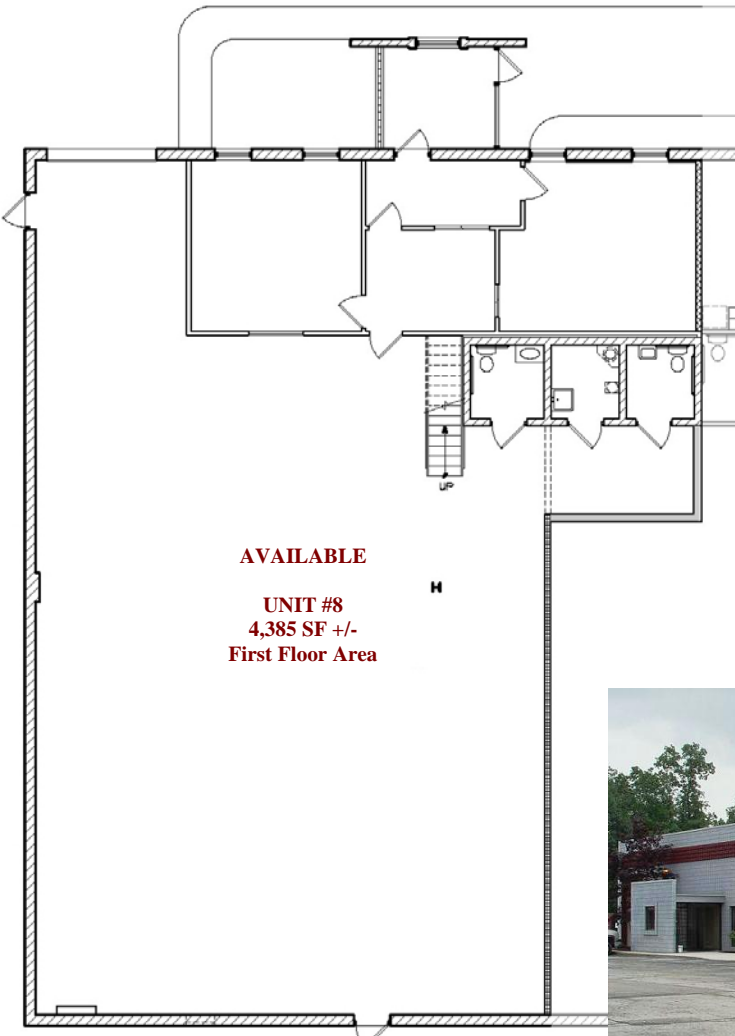 UP
AVAILABLE
H
UNIT #8
4,385 SF +/-
First Floor Area